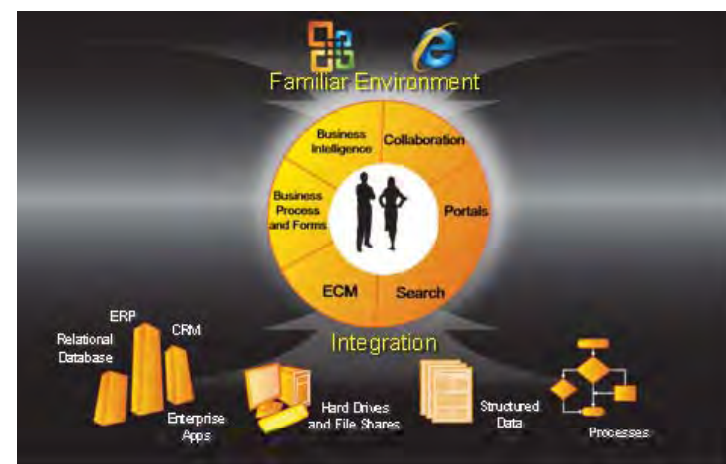 Familiar Environment
Business
Intelligence
Collaboration
Business
Process
and Forms
Portals
ECM
Search
Integration
ERP
CRM
Relational
Database
Enterprise
Apps
Hard Drives
and File Shares
Structured
Data
Processes